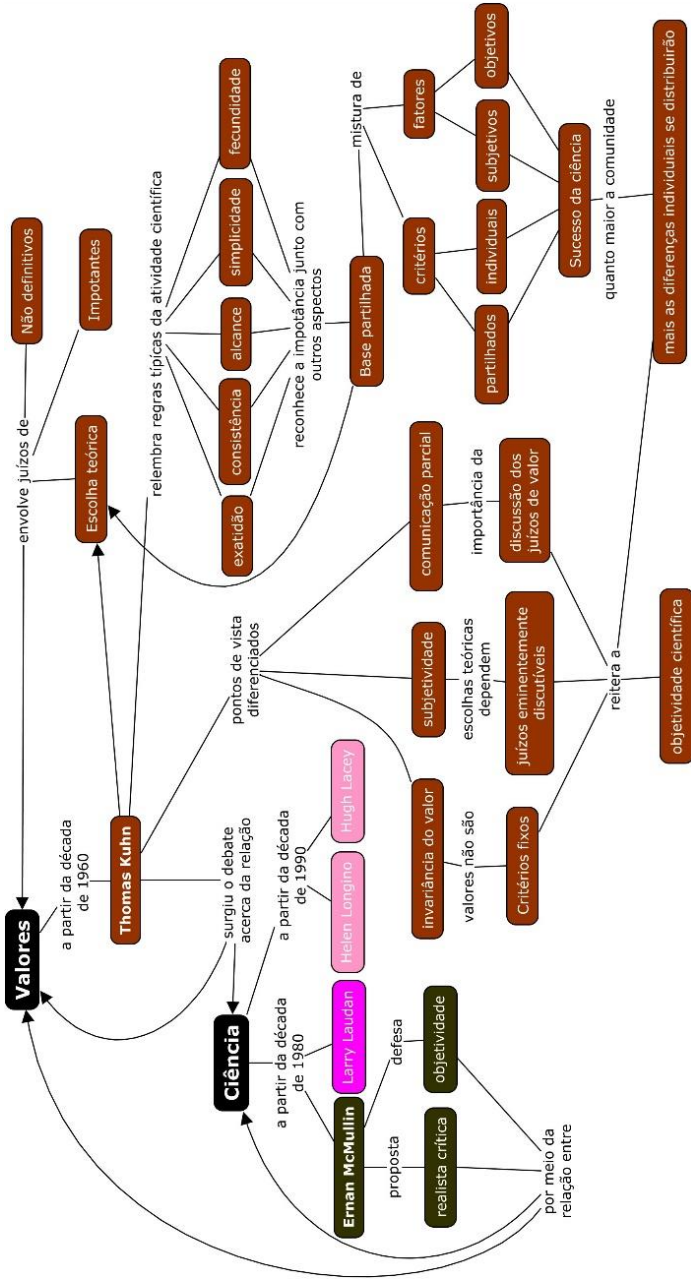 Valores
a partir da década
de 1960
Thomas Kuhn
envolve juízos de
Não definitivos
Impotantes
Escolha teórica
surgiu o debate
acerca da relação
Ciência
a partir da década
de 1980
a partir da década
de 1990
Ernan McMullin
Larry Laudan
Helen Longino
Hugh Lacey
proposta
defesa
realista crítica
objetividade
por meio da
relação entre
pontos de vista
diferenciados
invariância do valor
subjetividade
comunicação parcial
valores não são
escolhas teóricas
dependem
importância da
Critérios fixos
juízos eminentemente
discutíveis
discussão dos
juízos de valor
reitera a
objetividade científica
relembra regras típicas da atividade científica
exatidão
consistência
alcance
simplicidade
fecundidade
reconhece a impotância junto com
outros aspectos
Base partilhada
mistura de
critérios
fatores
partilhados
individuais
subjetivos
objetivos
Sucesso da ciência
quanto maior a comunidade
mais as diferenças individuiais se distribuirão